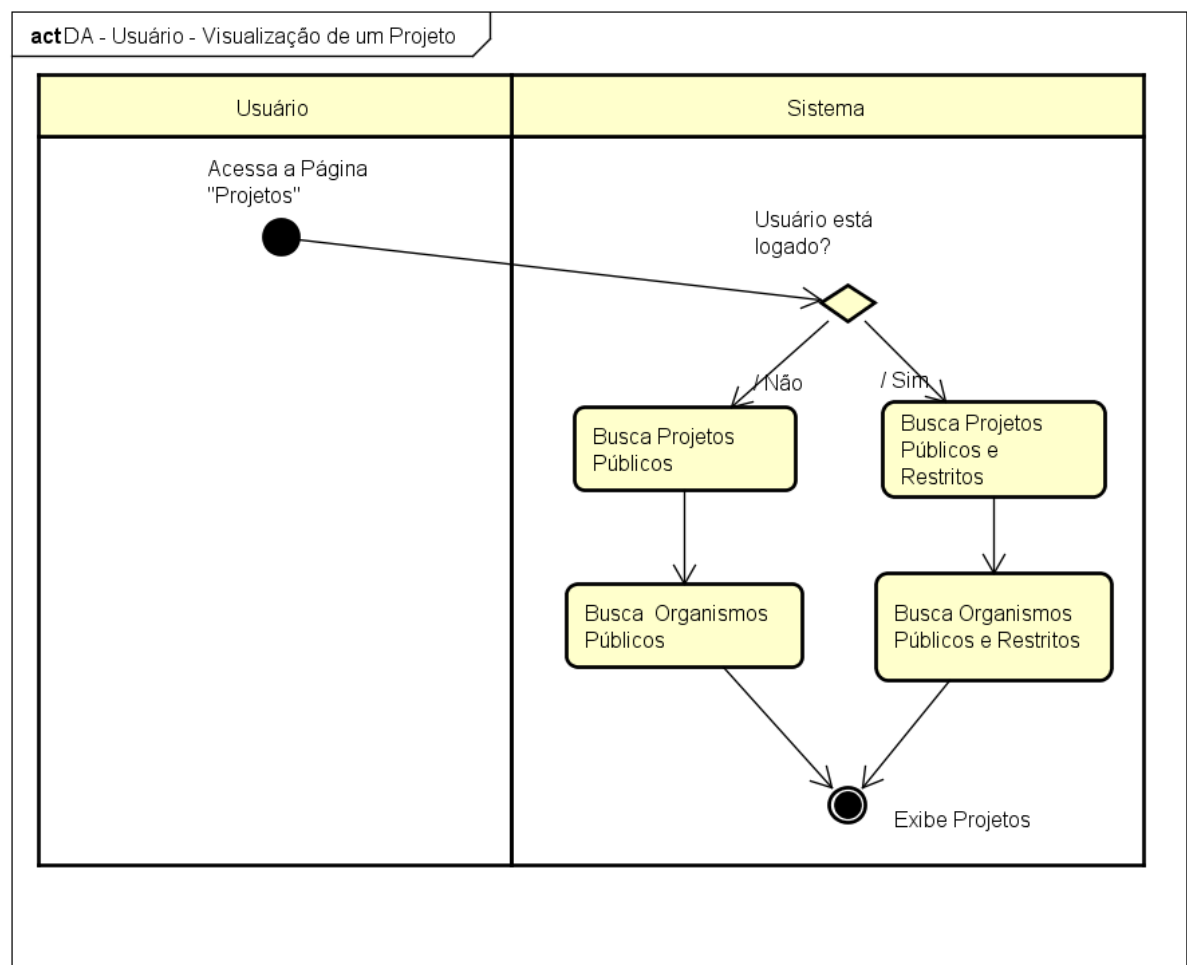 act DA - Usuário - Visualização de um Projeto
Usuário
Sistema
Acessa a Página
"Projetos"
Usuário está
logado?
/ Não
/ Sim
Busca Projetos
Públicos
Busca Projetos
Públicos e
Restritos
Busca Organismos
Públicos
Busca Organismos
Públicos e Restritos
Exibe Projetos